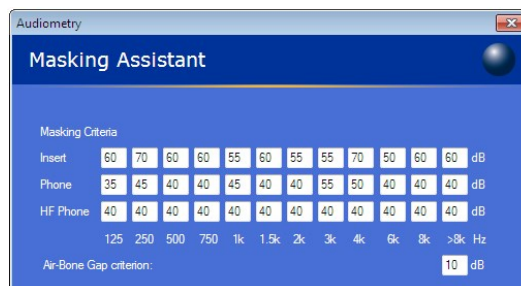 Audiometry
Masking Assistant
Masking Criteria
Insert 60 70 60 60 55 60 55 55 70 50 60 60 dB
Phone 35 45 40 40 45 40 40 55 50 40 40 40 dB
HF Phone 40 40 40 40 40 40 40 40 40 40 40 40 dB
125 250 500 750 1k 1.5k 2k 3k 4k 6k 8k >8k Hz
Air-Bone Gap criterion: 10 dB